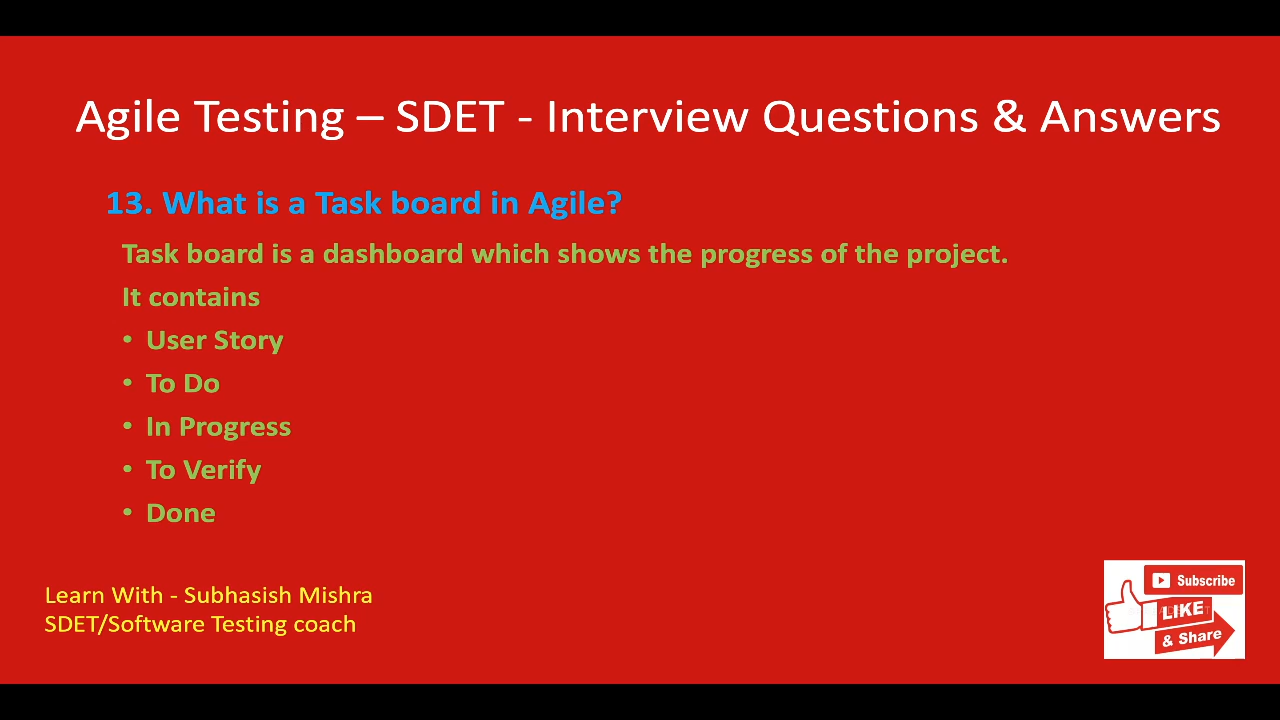 Agile Testing – SDET - Interview Questions & Answers
13. What is a Task board in Agile?
Task board is a dashboard which shows the progress of the project.
It contains
• User Story
• To Do
• In Progress
• To Verify
• Done
Learn With - Subhasish Mishra
SDET/Software Testing coach
Subscribe
LIKE
& Share